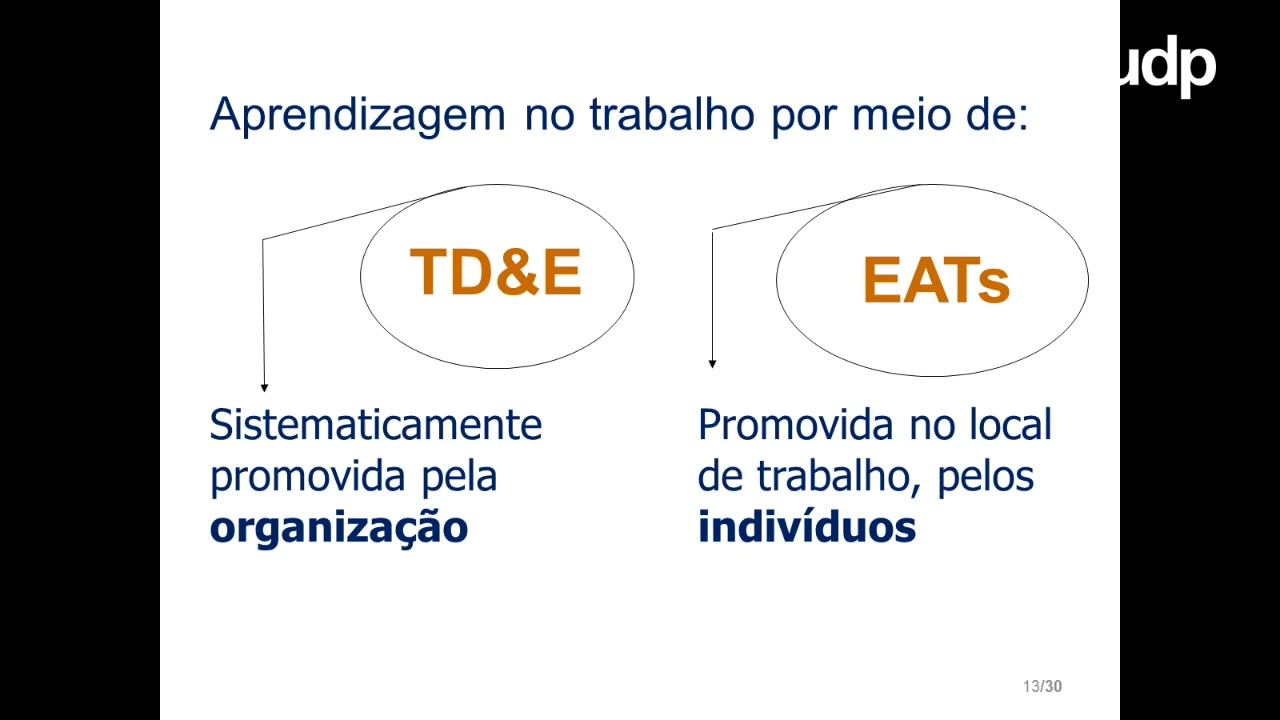 udp
Aprendizagem no trabalho por meio de:
TD&E
EATs
Sistematicamente
promovida pela
organização
Promovida no local
de trabalho, pelos
indivíduos
13/30